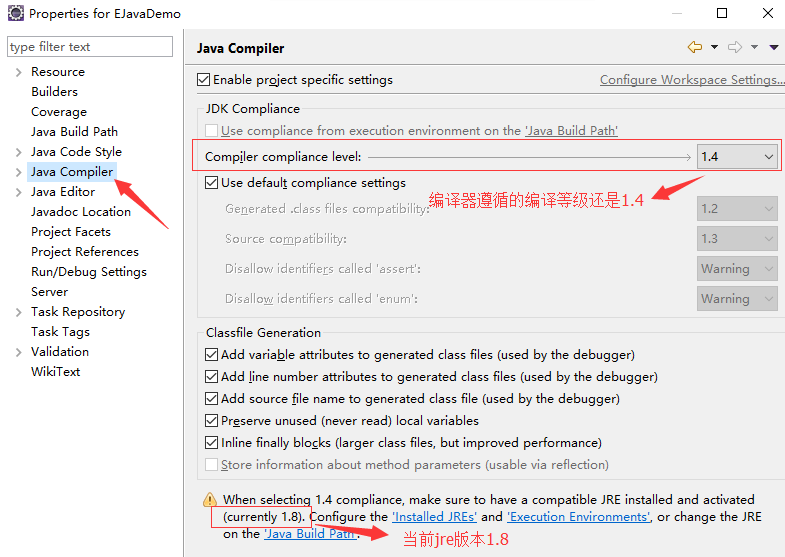 Properties for EJavaDemo
type filter text
Resource
Builders
Coverage
Java Build Path
Java Code Style
Java Compiler
Java Editor
Javadoc Location
Project Facets
Project References
Run/Debug Settings
Server
Task Repository
Task Tags
Validation
WikiText
Java Compiler
Enable project specific settings
Configure Workspace Settings...
JDK Compliance
Use compliance from execution environment on the 'Java Build Path'
Compiler compliance level: 1.4
Use default compliance settings
编译器遵循的编译等级还是1.4
Generated .class files compatibility: 1.2
Source compatibility: 1.3
Disallow identifiers called 'assert': Warning
Disallow identifiers called 'enum': Warning
Classfile Generation
Add variable attributes to generated class files (used by the debugger)
Add line number attributes to generated class files (used by the debugger)
Add source file name to generated class file (used by the debugger)
Preserve unused (never read) local variables
Inline finally blocks (larger class files, but improved performance)
Store information about method parameters (usable via reflection)
When selecting 1.4 compliance, make sure to have a compatible JRE installed and activated
(currently 1.8). Configure the 'Installed JREs' and 'Execution Environments', or change the JRE
on the 'Java Build Path'.
当前jre版本1.8